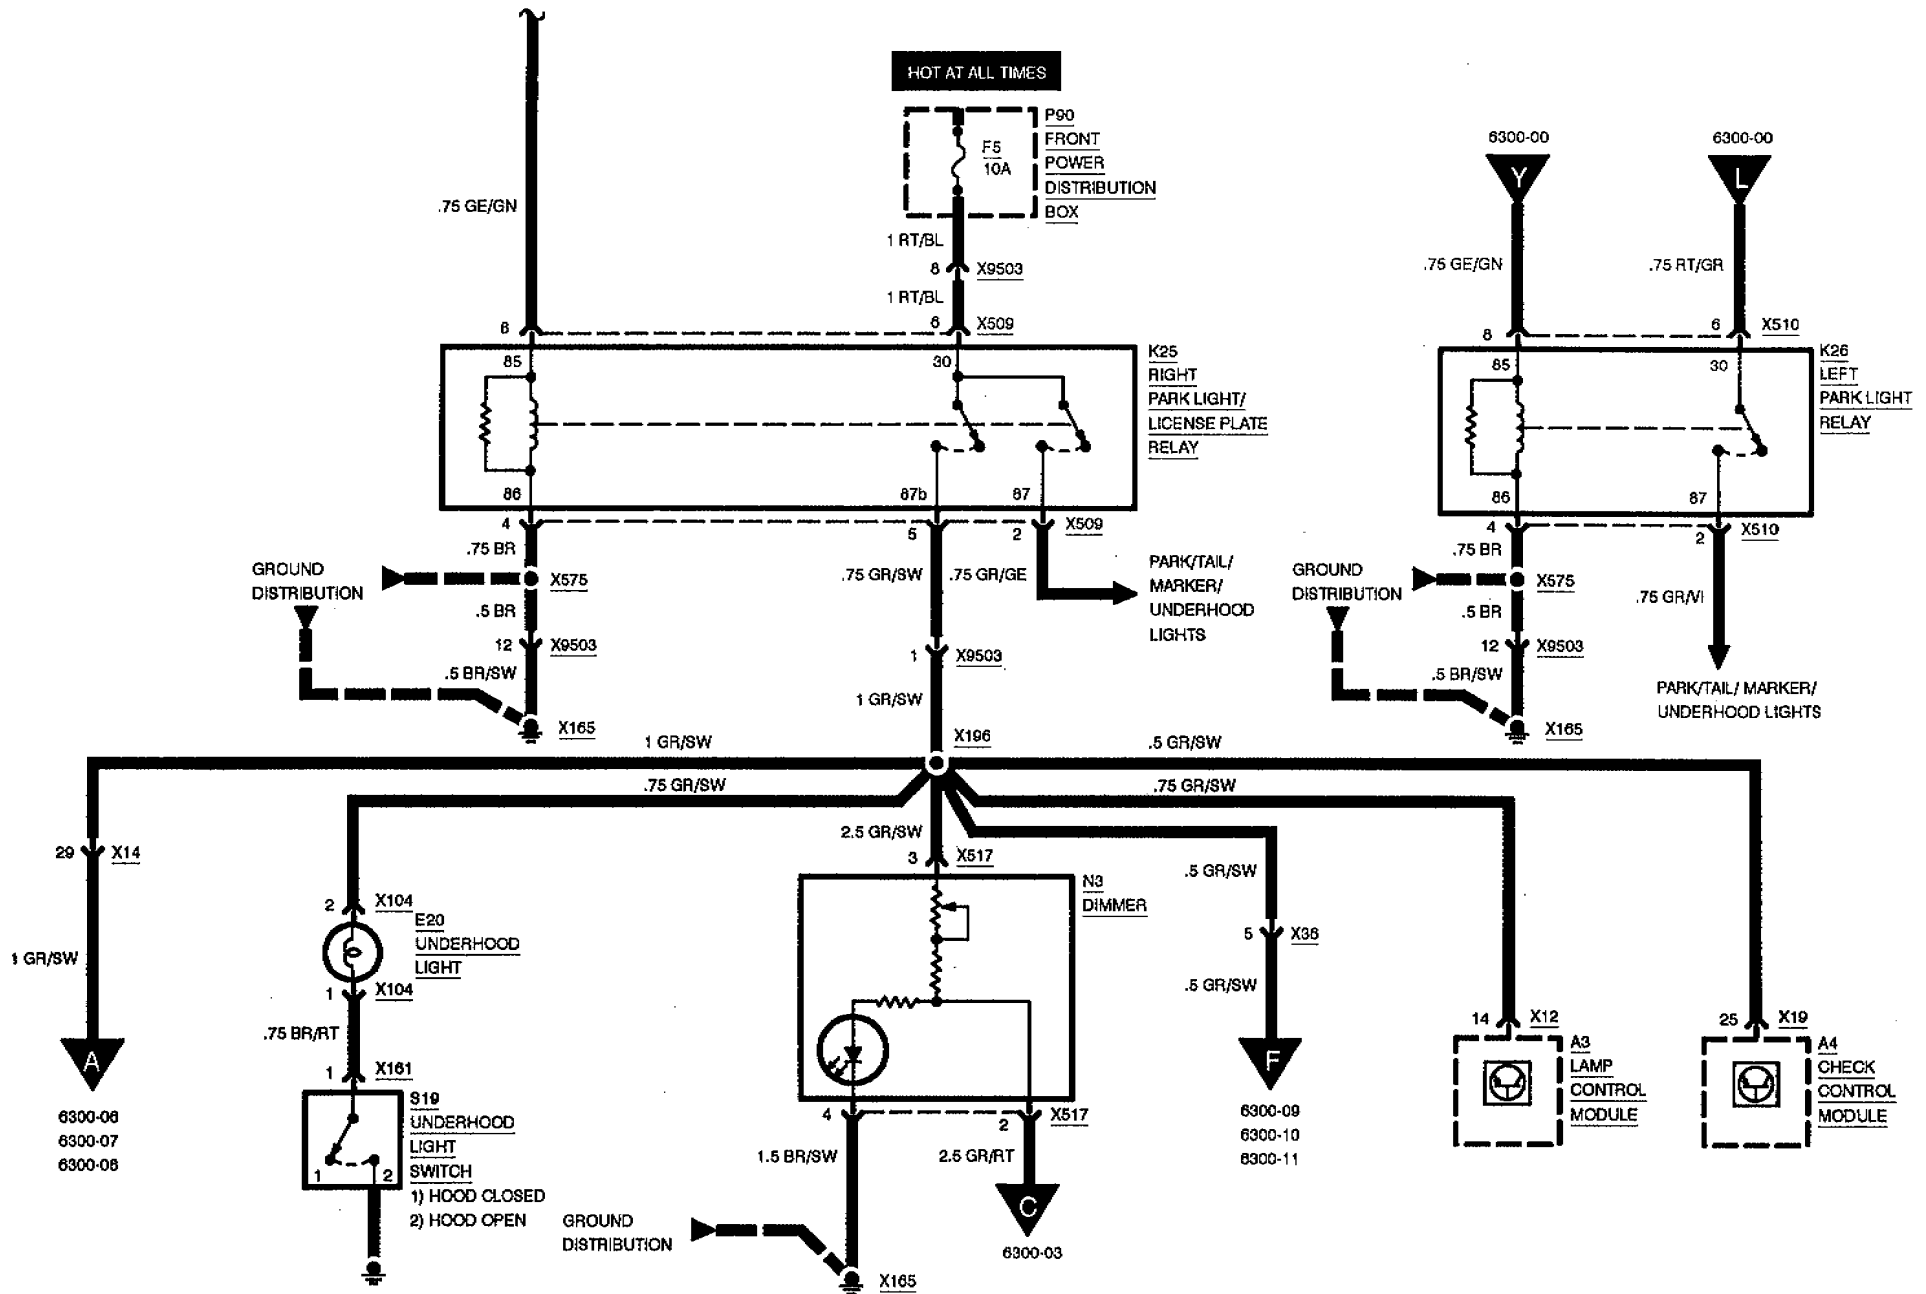 HOT AT ALL TIMES
P90
FRONT
POWER
DISTRIBUTION
BOX
F5
10A
6300-00
6300-00
Y
L
.75 GE/GN
1 RT/BL
8
X9503
1 RT/BL
.75 GE/GN
.75 RT/GR
6
6
X509
8
6
X510
85
30
K25
RIGHT
PARK LIGHT/
LICENSE PLATE
RELAY
85
30
K26
LEFT
PARK LIGHT
RELAY
86
87b
87
86
87
4
5
2
X509
4
2
X510
.75 BR
.75 BR
GROUND
DISTRIBUTION
X575
.75 GR/SW
.75 GR/GE
PARK/TAIL/
MARKER/
UNDERHOOD
LIGHTS
GROUND
DISTRIBUTION
X575
.75 GR/VI
.5 BR
.5 BR
12
X9503
1
X9503
12
X9503
.5 BR/SW
1 GR/SW
.5 BR/SW
PARK/TAIL/ MARKER/
UNDERHOOD LIGHTS
X165
X165
1 GR/SW
X196
.5 GR/SW
.75 GR/SW
.75 GR/SW
2.5 GR/SW
29
X14
3
X517
.5 GR/SW
N3
DIMMER
2
X104
E20
UNDERHOOD
LIGHT
5
X38
1 GR/SW
1
X104
.5 GR/SW
.75 BR/RT
14
X12
25
X19
A
1
X161
F
A3
LAMP
CONTROL
MODULE
A4
CHECK
CONTROL
MODULE
6300-06
6300-07
6300-08
S19
UNDERHOOD
LIGHT
SWITCH
1
2
1) HOOD CLOSED
2) HOOD OPEN
4
2
X517
6300-09
6300-10
6300-11
1.5 BR/SW
2.5 GR/RT
C
6300-03
GROUND
DISTRIBUTION
X165